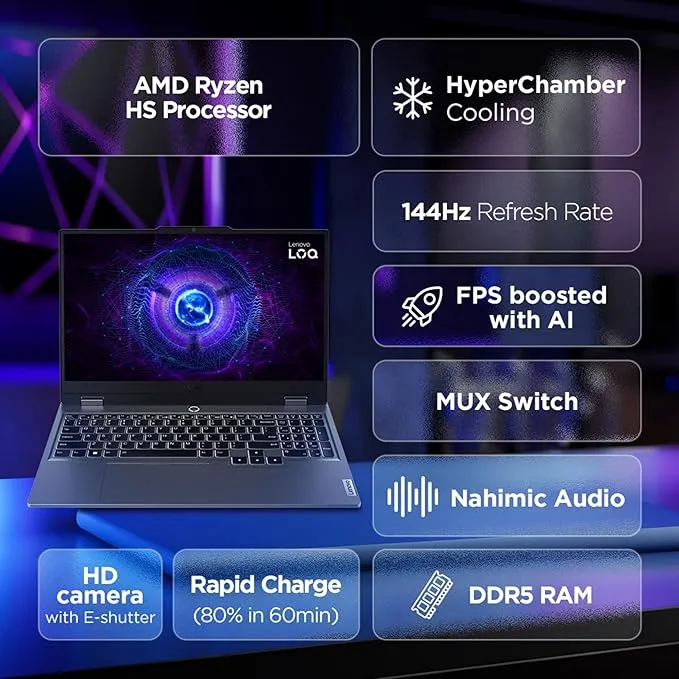 AMD Ryzen
HS Processor
HyperChamber
Cooling
144Hz Refresh Rate
Lenovo
LOQ
FPS boosted
with AI
MUX Switch
Nahimic Audio
HD
camera
with E-shutter
Rapid Charge
(80% in 60min)
DDR5 RAM